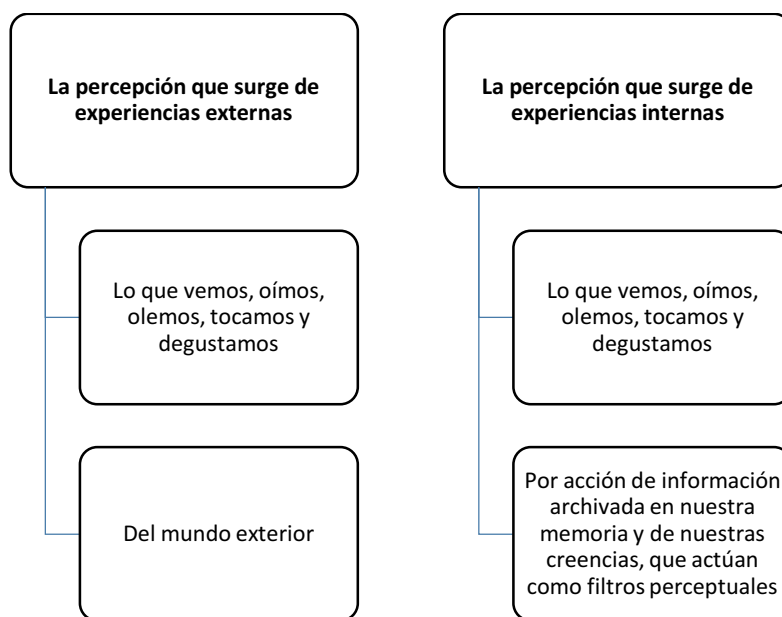 La percepción que surge de
experiencias externas
Lo que vemos, oímos,
olemos, tocamos y
degustamos
Del mundo exterior
La percepción que surge de
experiencias internas
Lo que vemos, oímos,
olemos, tocamos y
degustamos
Por acción de información
archivada en nuestra
memoria y de nuestras
creencias, que actúan
como filtros perceptuales